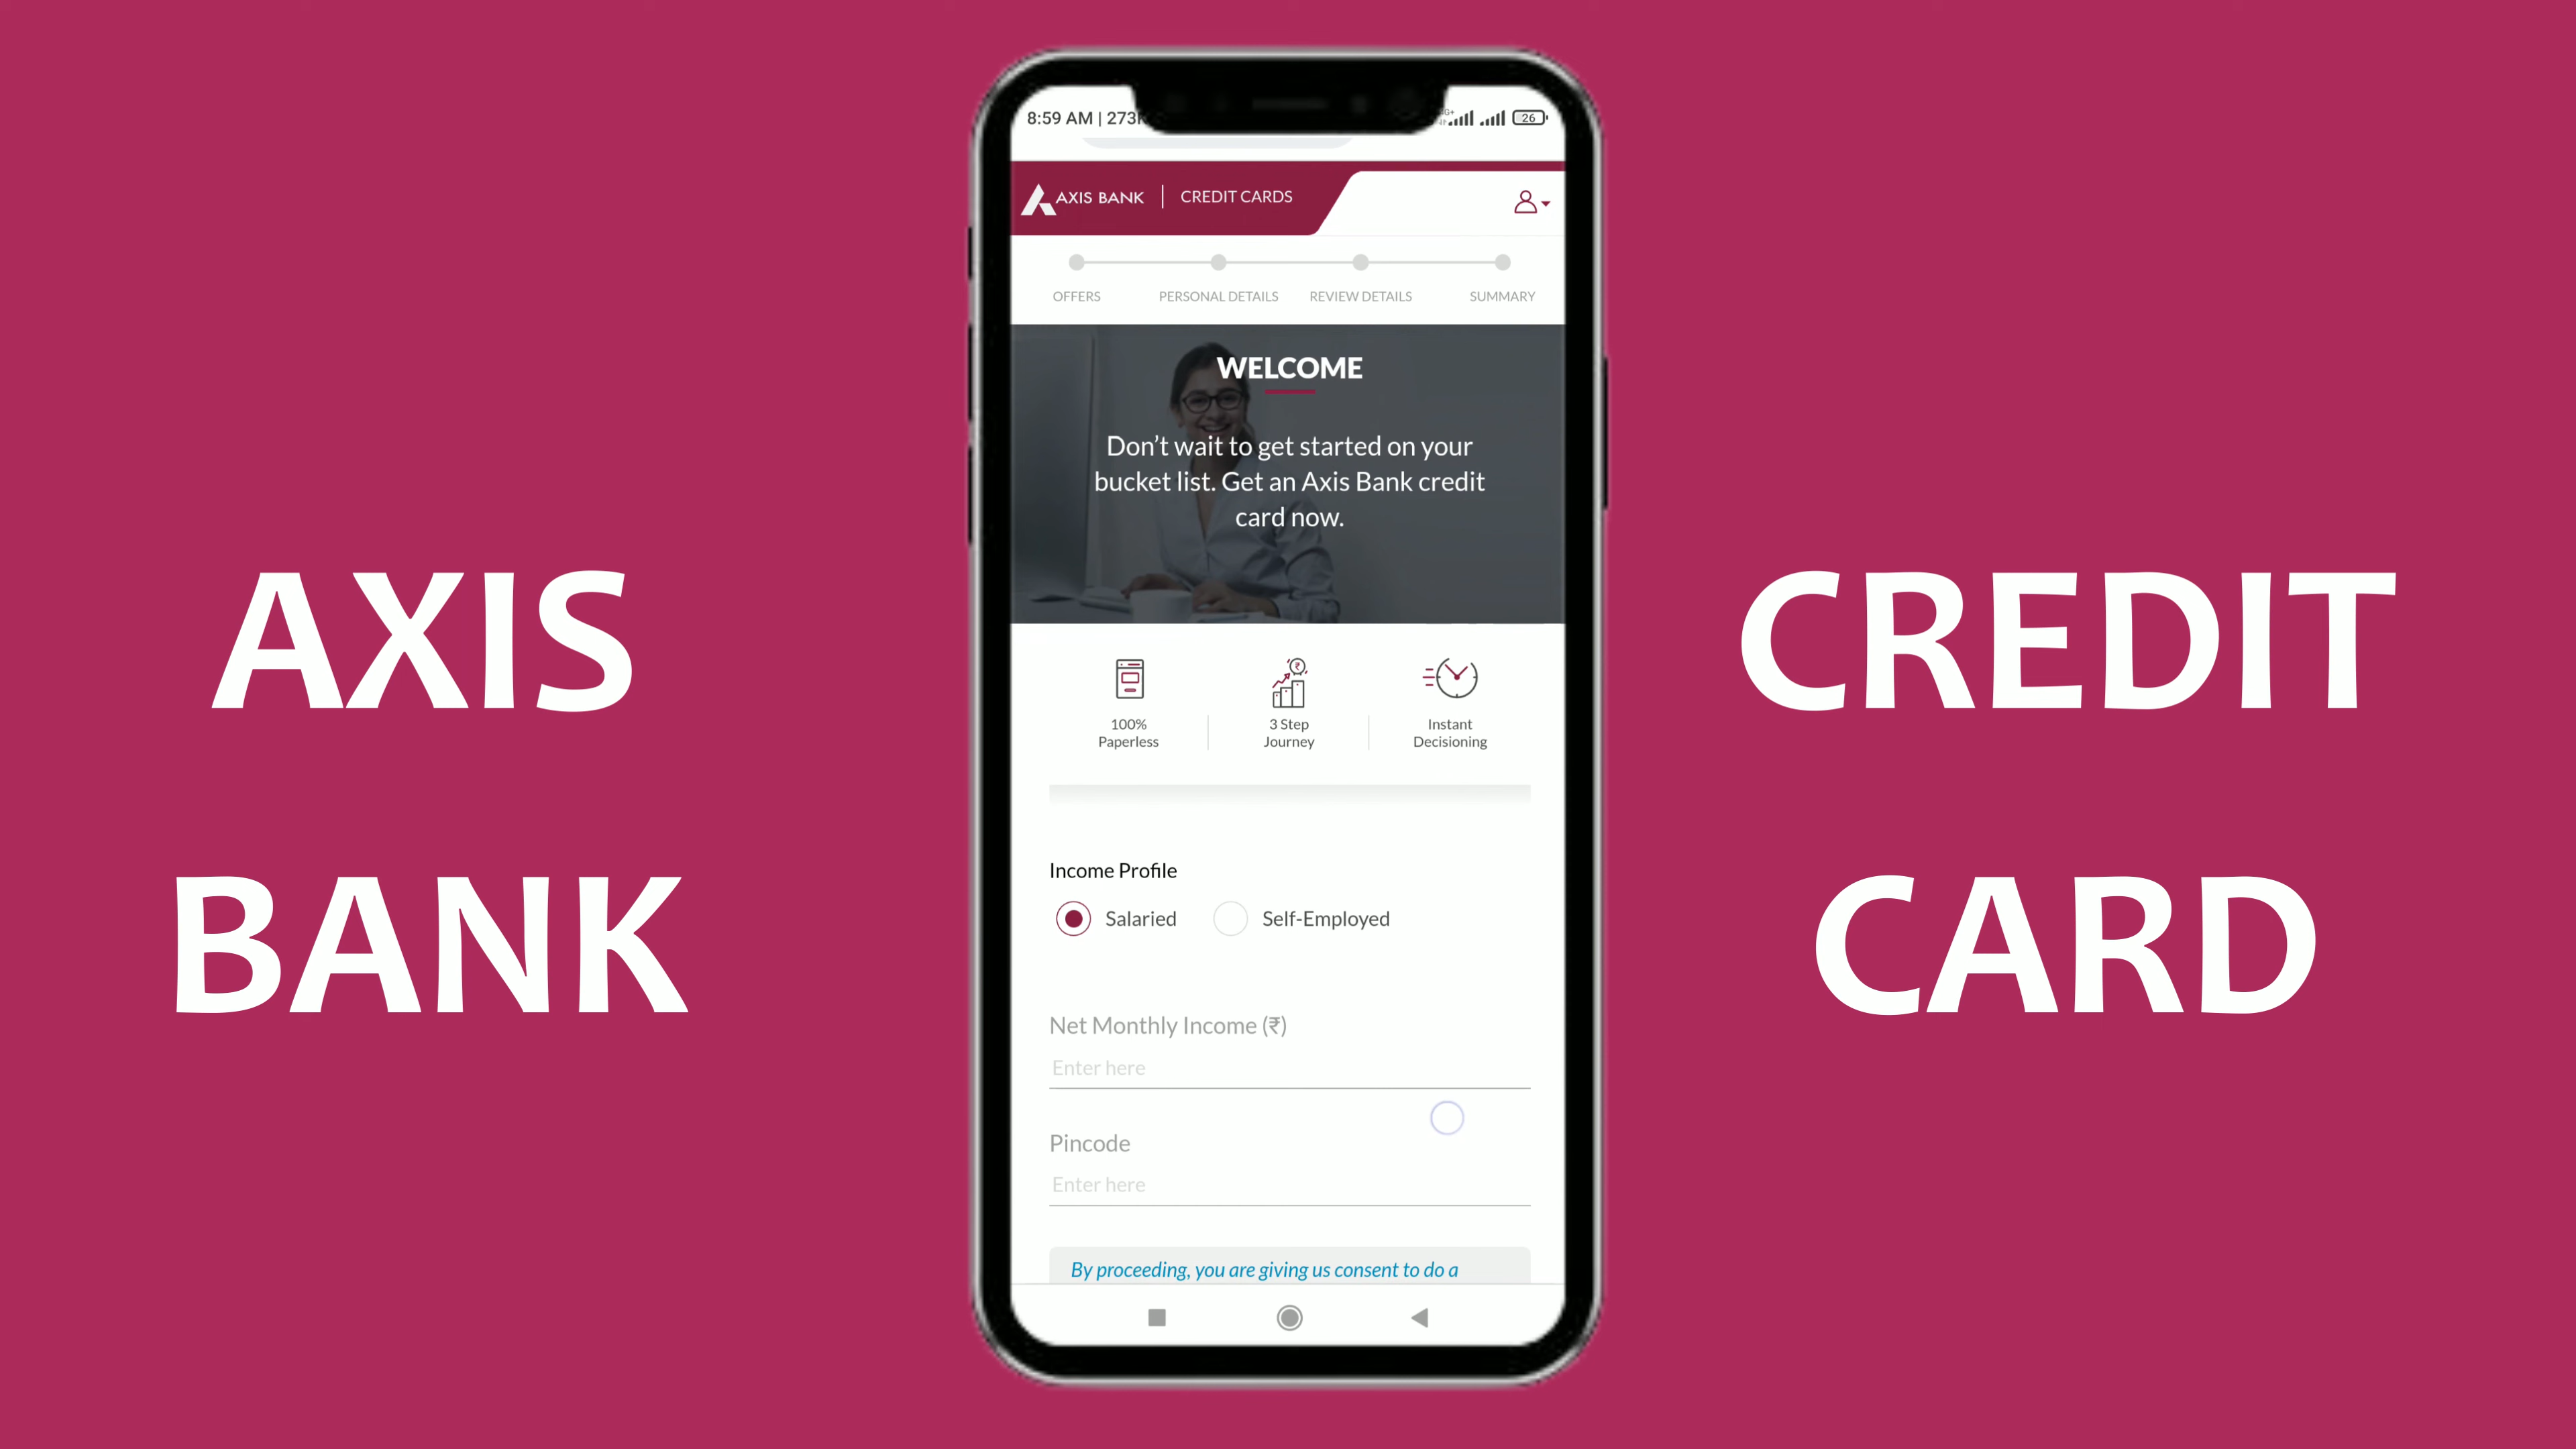 AXIS
BANK
8:59 AM | 273
26
AXIS BANK | CREDIT CARDS
OFFERS
PERSONAL DETAILS
REVIEW DETAILS
SUMMARY
WELCOME
Don't wait to get started on your
bucket list. Get an Axis Bank credit
card now.
100%
Paperless
3 Step
Journey
Instant
Decisioning
Income Profile
Salaried
Self-Employed
Net Monthly Income (₹)
Enter here
Pincode
Enter here
By proceeding, you are giving us consent to do a
CREDIT
CARD